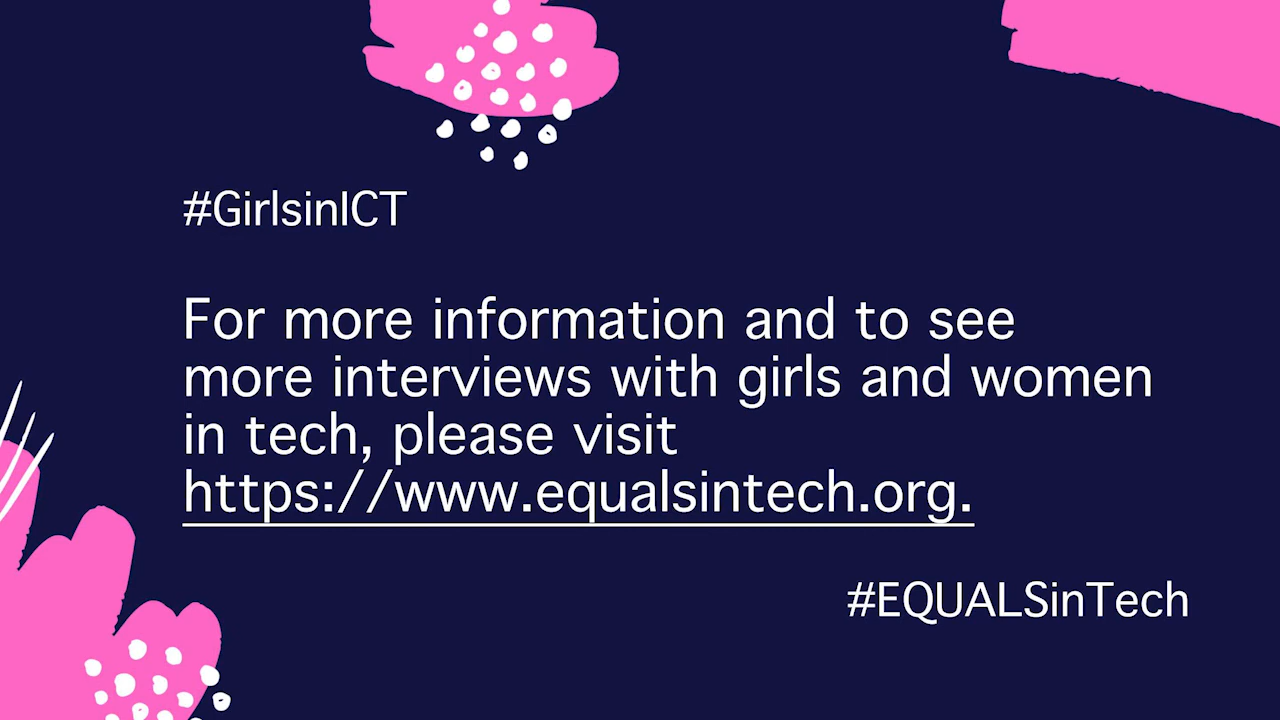 #GirlsinICT
For more information and to see
more interviews with girls and women
in tech, please visit
https://www.equalsintech.org.
#EQUALSinTech